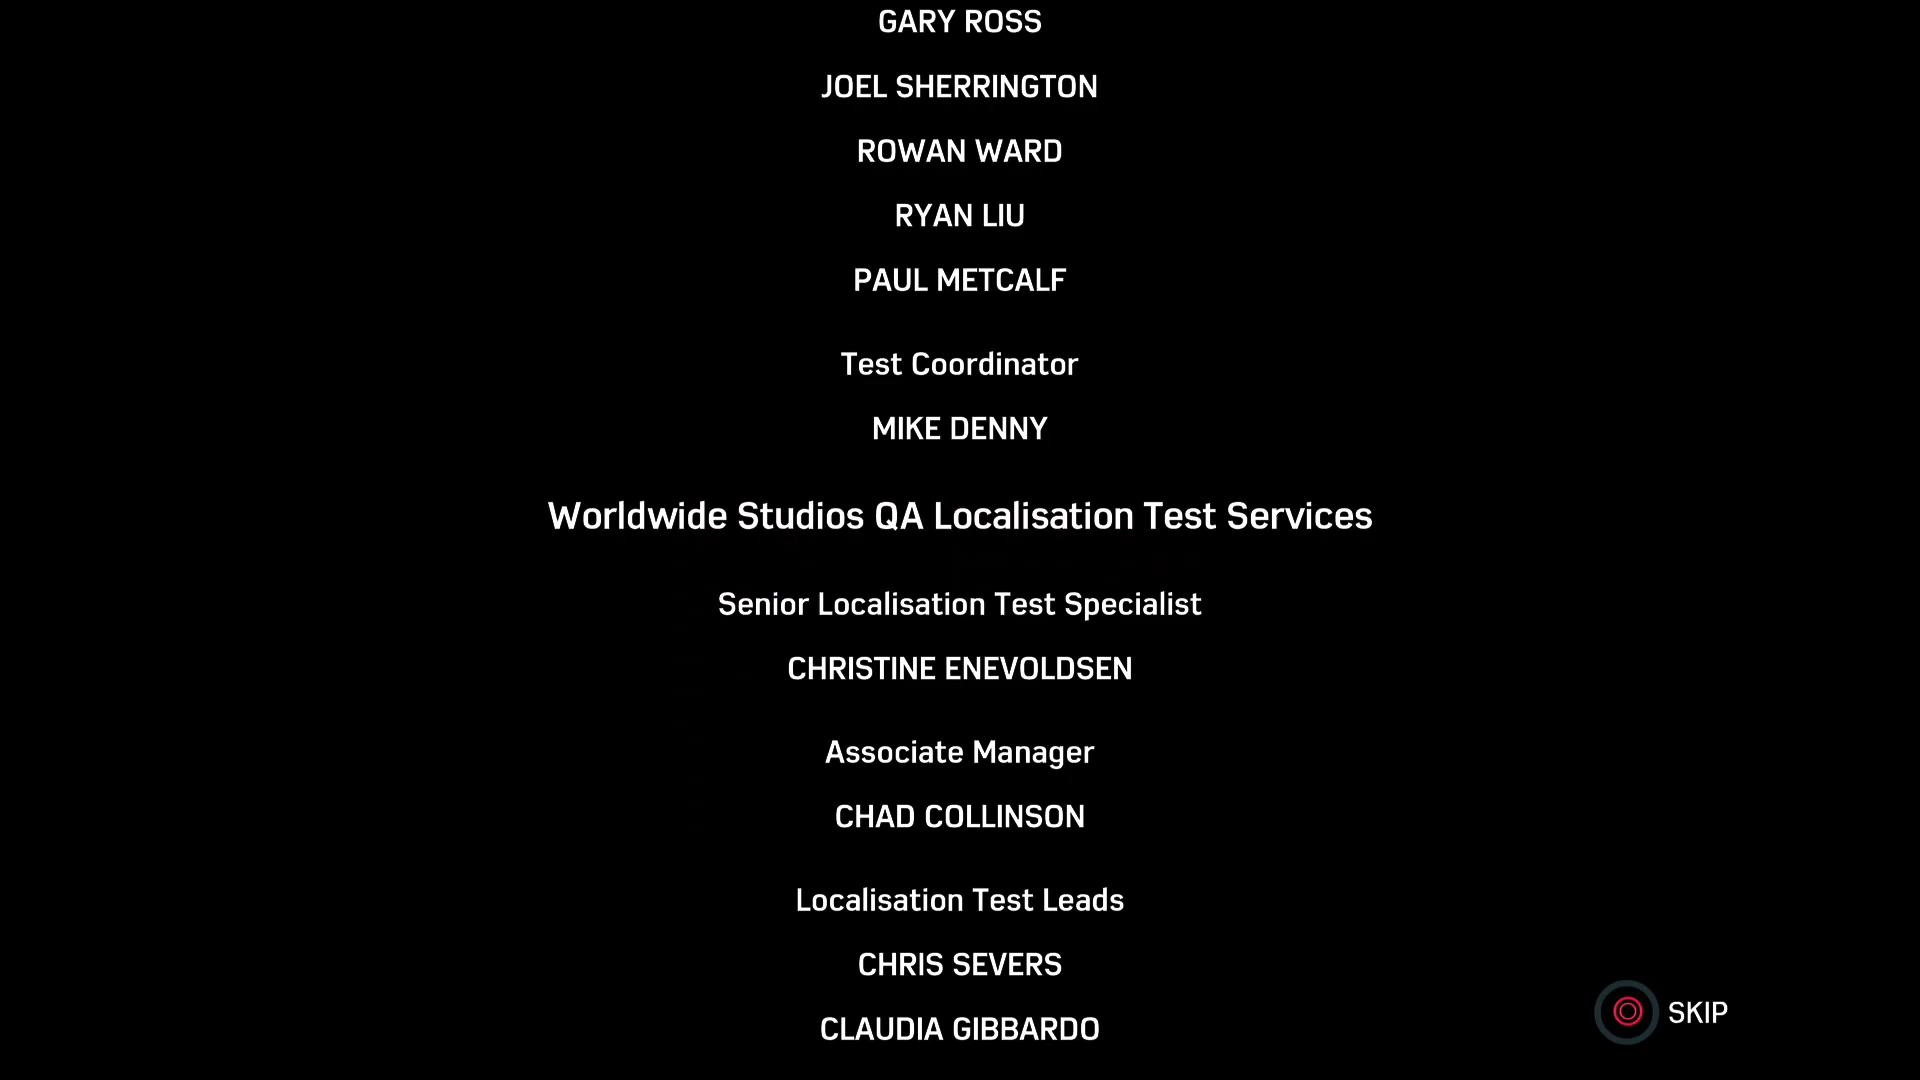 GARY ROSS
JOEL SHERRINGTON
ROWAN WARD
RYAN LIU
PAUL METCALF
Test Coordinator
MIKE DENNY
Worldwide Studios QA Localisation Test Services
Senior Localisation Test Specialist
CHRISTINE ENEVOLDSEN
Associate Manager
CHAD COLLINSON
Localisation Test Leads
CHRIS SEVERS
CLAUDIA GIBBARDO
SKIP